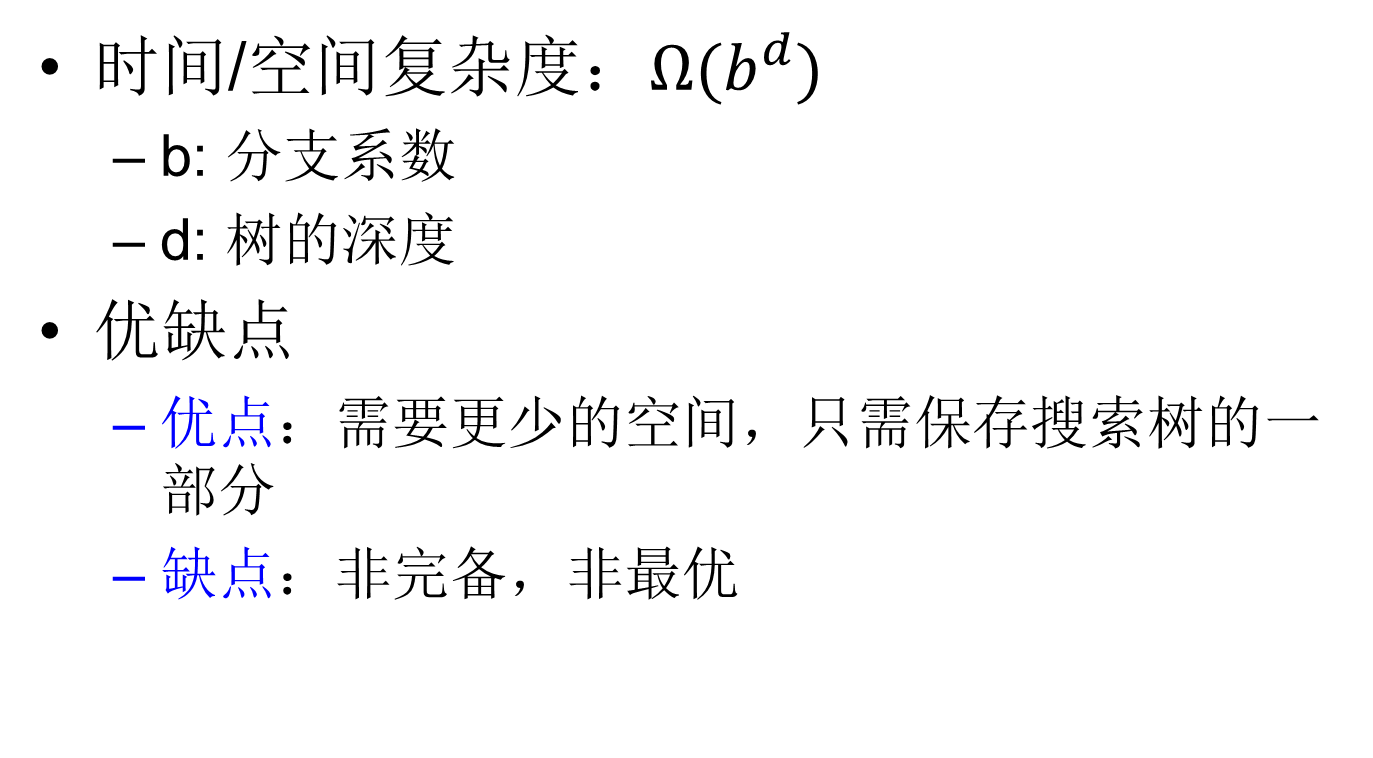 • 时间/空间复杂度：Ω(b^d)
– b: 分支系数
– d: 树的深度
• 优缺点
– 优点：需要更少的空间，只需保存搜索树的一
部分
– 缺点：非完备，非最优